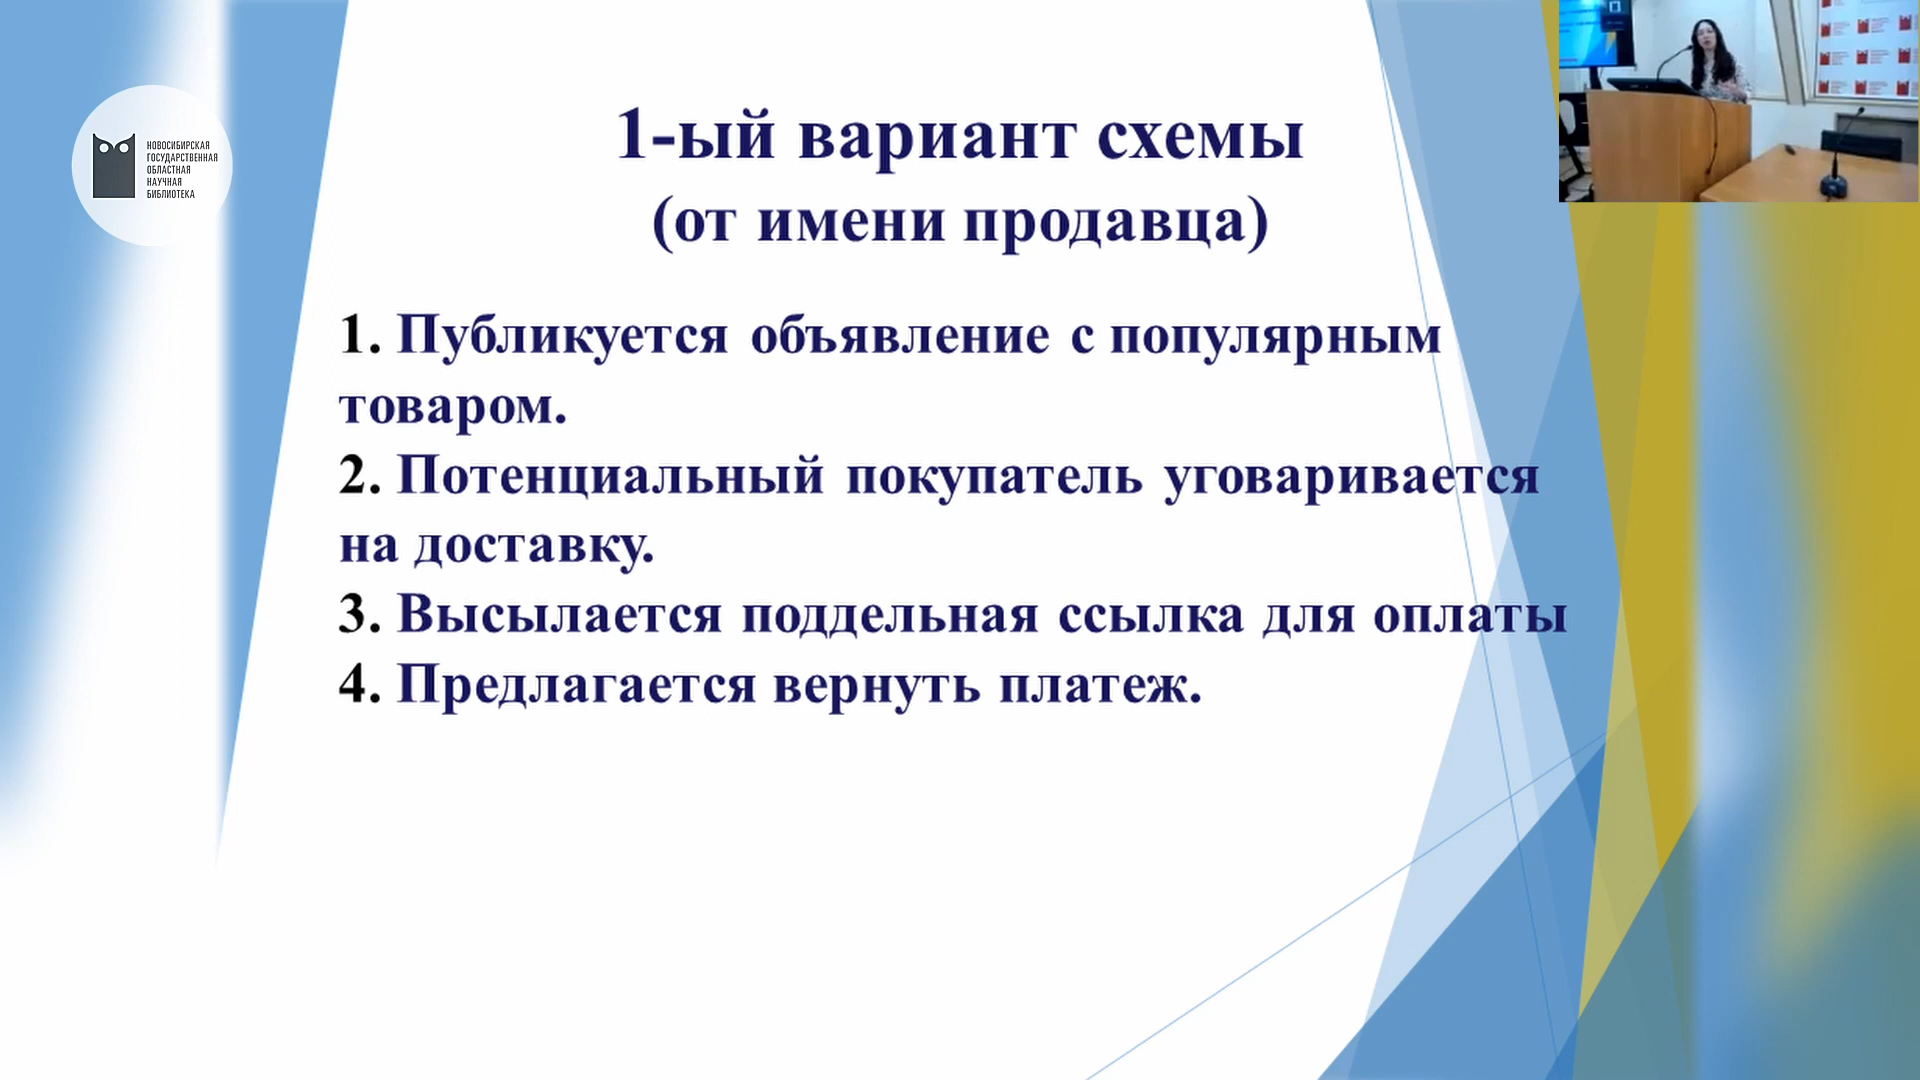 НОВОСИБИРСКАЯ
ГОСУДАРСТВЕННАЯ
ОБЛАСТНАЯ
НАУЧНАЯ
БИБЛИОТЕКА
1-ый вариант схемы
(от имени продавца)
1. Публикуется объявление с популярным
товаром.
2. Потенциальный покупатель уговаривается
на доставку.
3. Высылается поддельная ссылка для оплаты
4. Предлагается вернуть платеж.